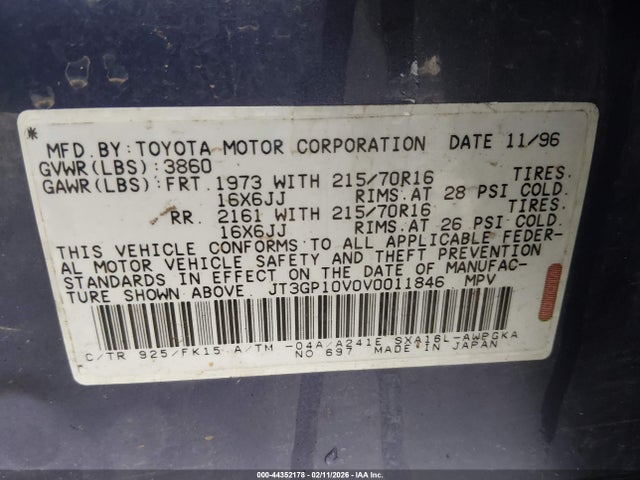 * MFD.BY:TOYOTA MOTOR CORPORATION DATE 11/96
GVWR(LBS):3860
GAWR(LBS):FRT.1973 WITH 215/70R16 TIRES.
16X6JJ RIMS.AT 28 PSI COLD.
RR. 2161 WITH 215/70R16 TIRES.
16X6JJ RIMS.AT 26 PSI COLD.
THIS VEHICLE CONFORMS TO ALL APPLICABLE FEDER-
AL MOTOR VEHICLE SAFETY AND THEFT PREVENTION
STANDARDS IN EFFECT ON THE DATE OF MANUFAC-
TURE SHOWN ABOVE. JT3GP10V0V0011846 MPV
C/TR 925/FK15 A/TM -04A/A241E SXA16L-AWPGKA
NO 697 MADE IN JAPAN
000-44352178 - 02/11/2026 - IAA Inc.